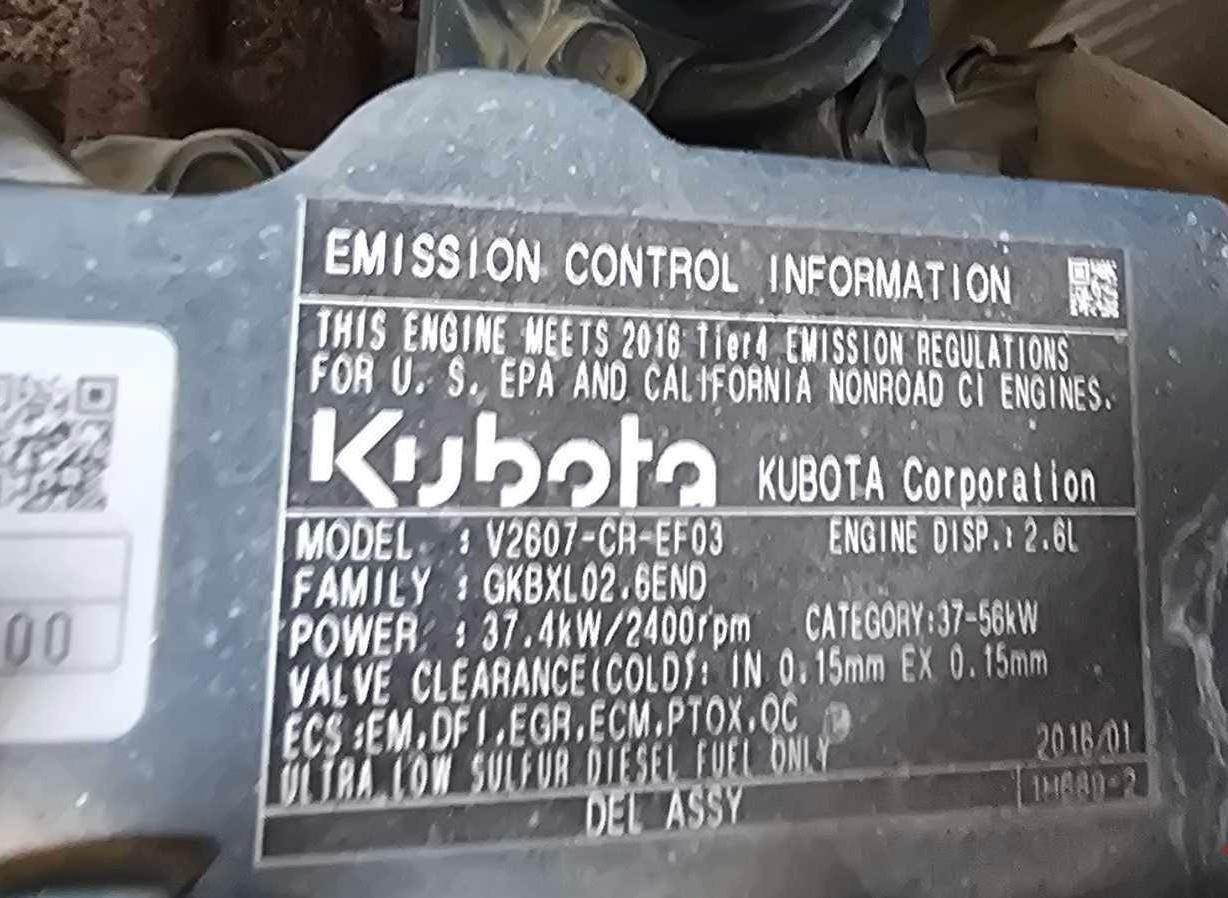 EMISSION CONTROL INFORMATION
THIS ENGINE MEETS 2016 Tier4 EMISSION REGULATIONS
FOR U. S. EPA AND CALIFORNIA NONROAD CI ENGINES.
Kubota KUBOTA Corporation
MODEL : V2607-CR-EF03 ENGINE DISP.: 2.6L
FAMILY : GKBXL02.6END
POWER : 37.4kW/2400rpm CATEGORY:37-56kW
VALVE CLEARANCE(COLD): IN 0.15mm EX 0.15mm
ECS :EM,DFI,EGR,ECM,PTOX,OC
ULTRA LOW SULFUR DIESEL FUEL ONLY 2016/01
DEL ASSY
00